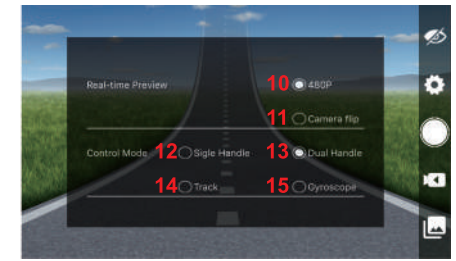 Real-time Preview 10 480P
11 Camera flip
Control Mode 12 Sigle Handle 13 Dual Handle
14 Track 15 Gyroscope